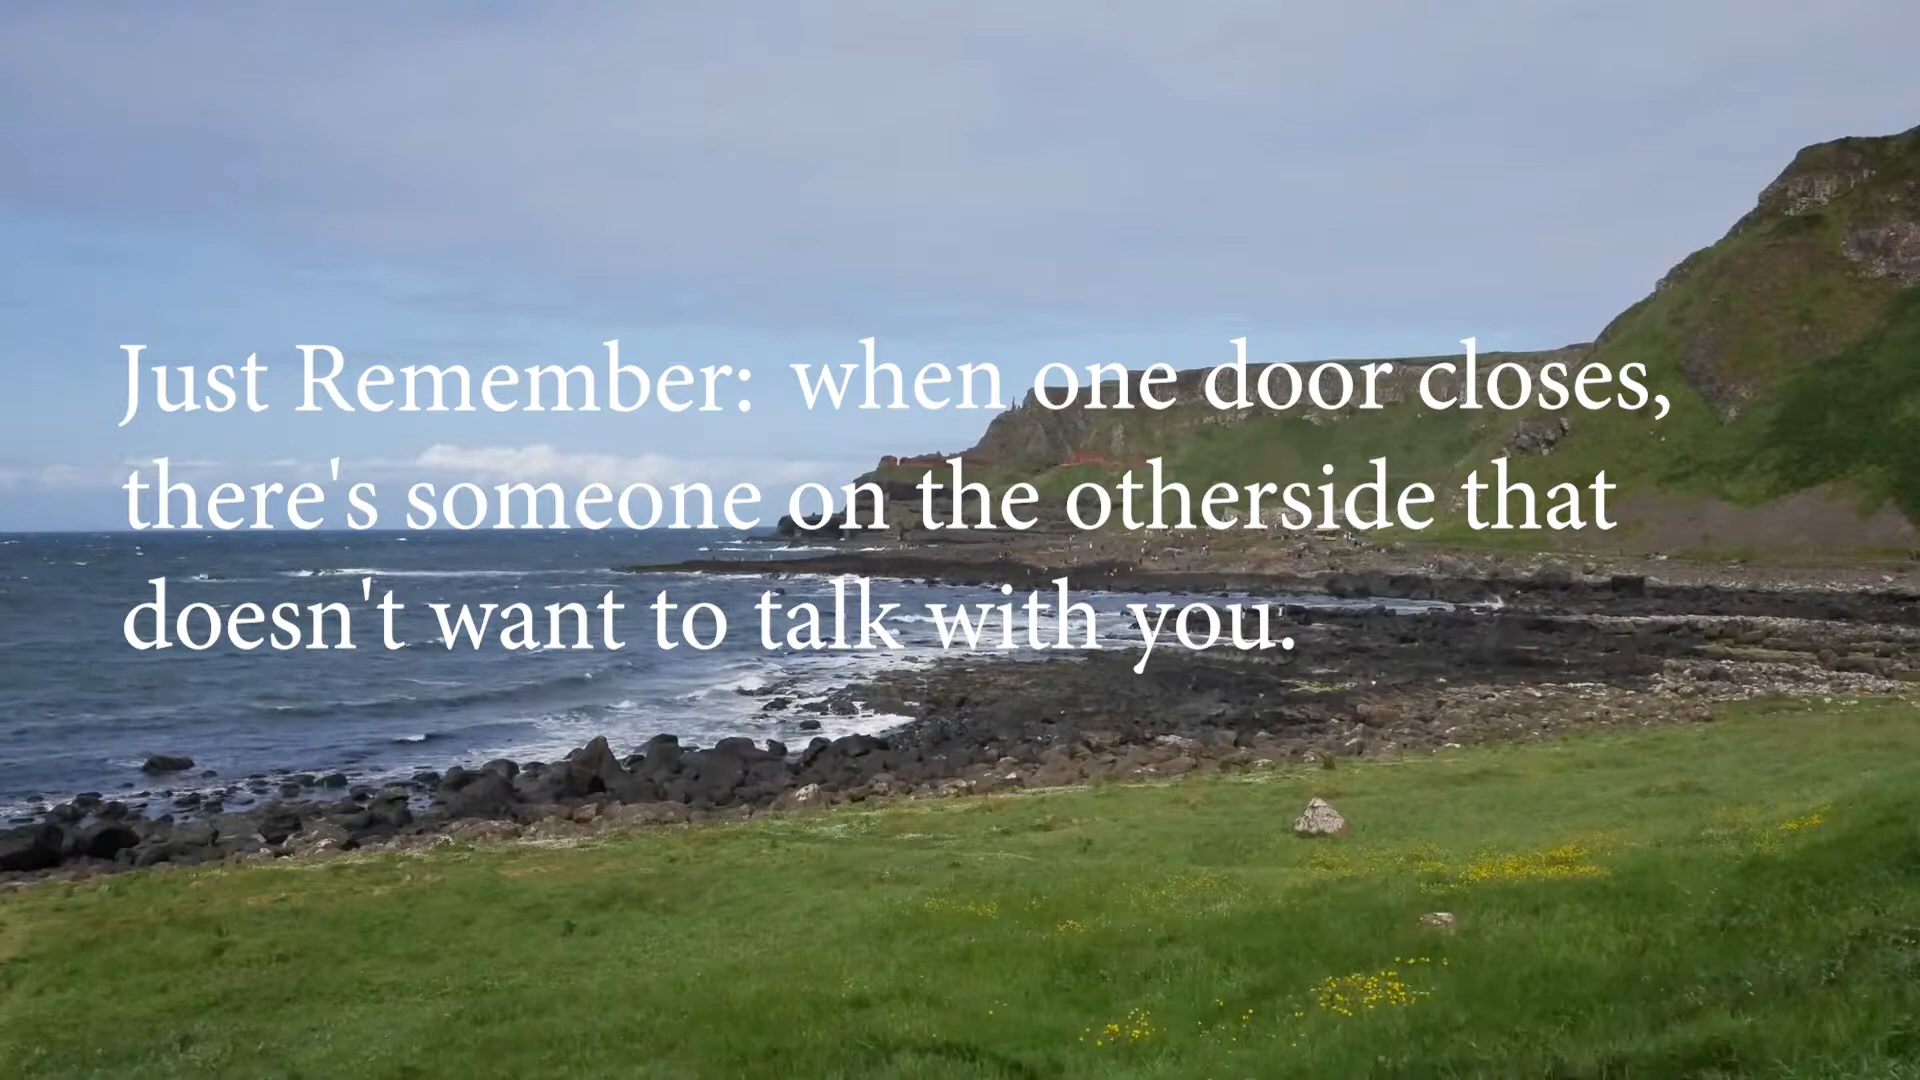 Just Remember: when one door closes,
there's someone on the otherside that
doesn't want to talk with you.